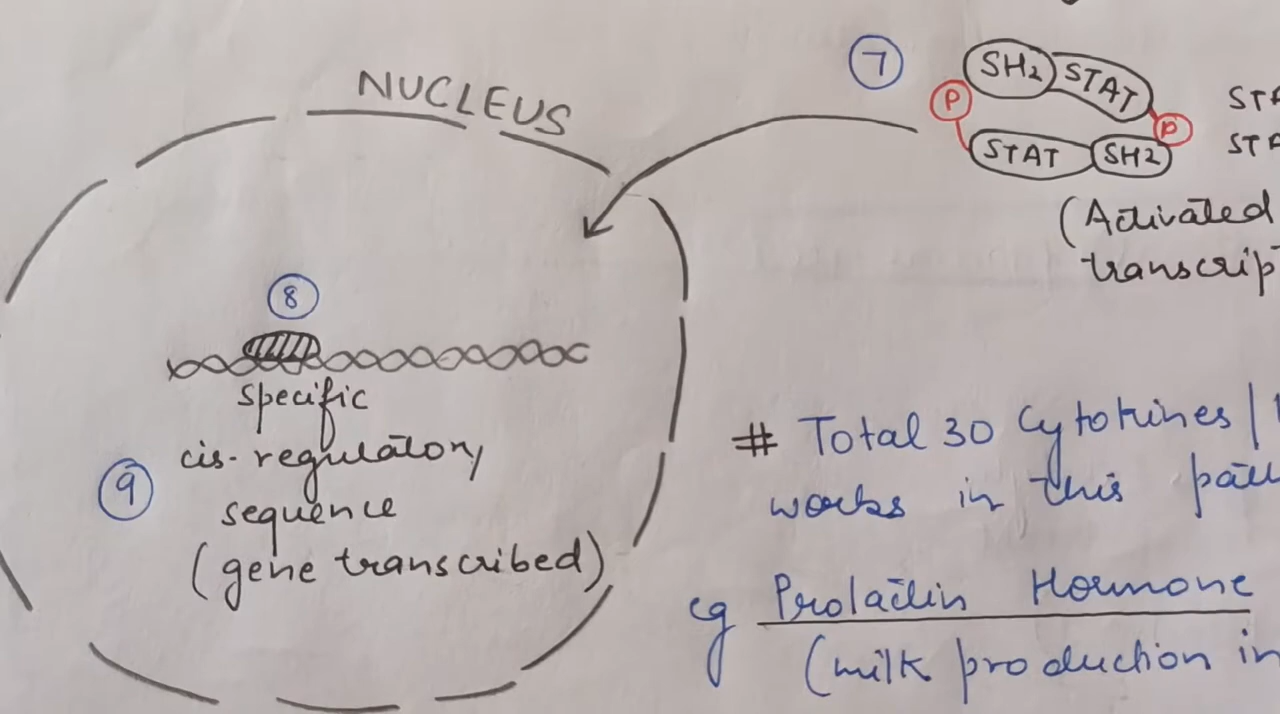 7
SH2 STAT
P
P
STAT SH2
NUCLEUS
(Activated
8
specific
cis-regulatory
9
sequence
(gene transcribed)
# Total 30 Cytokines /
works in this
eg Prolactin Hormone
(milk production in